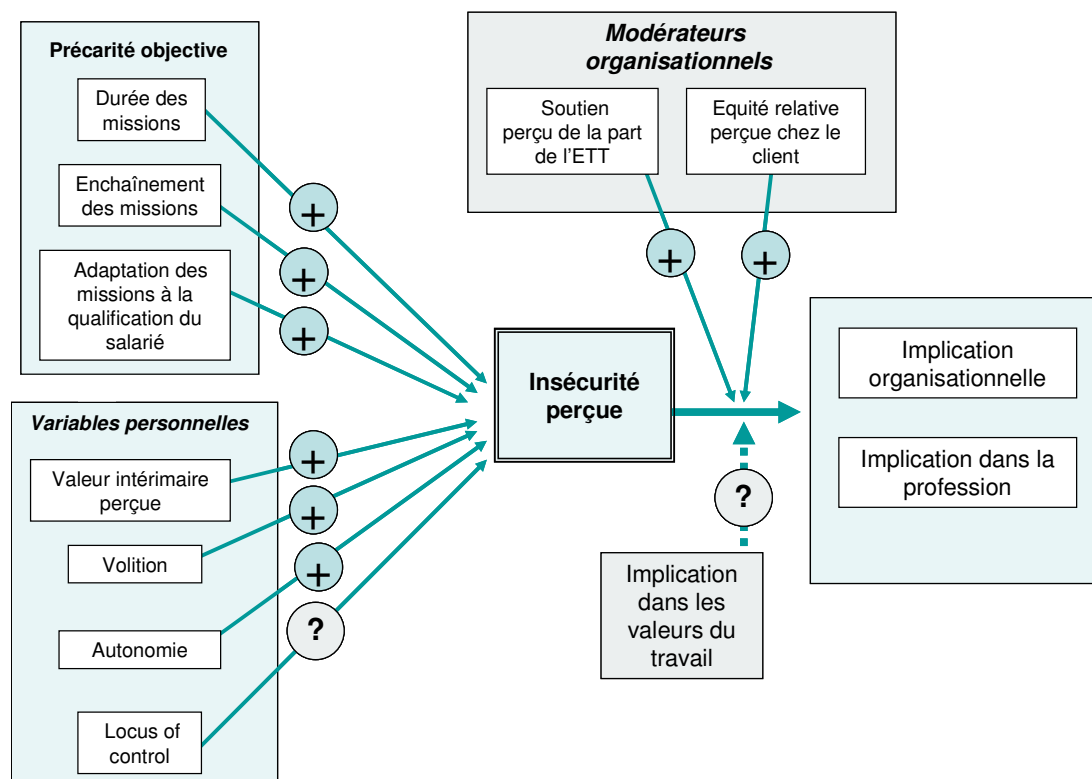 Précarité objective
Durée des
missions
+
Enchaînement
des missions
+
Adaptation des
missions à la
qualification du
salarié
+
Variables personnelles
Valeur intérimaire
perçue
+
Volition
+
Autonomie
+
Locus of
control
?
Modérateurs
organisationnels
Soutien
perçu de la part
de l'ETT
+
Equité relative
perçue chez le
client
+
Insécurité
perçue
?
Implication
dans les
valeurs du
travail
Implication
organisationnelle
Implication dans la
profession